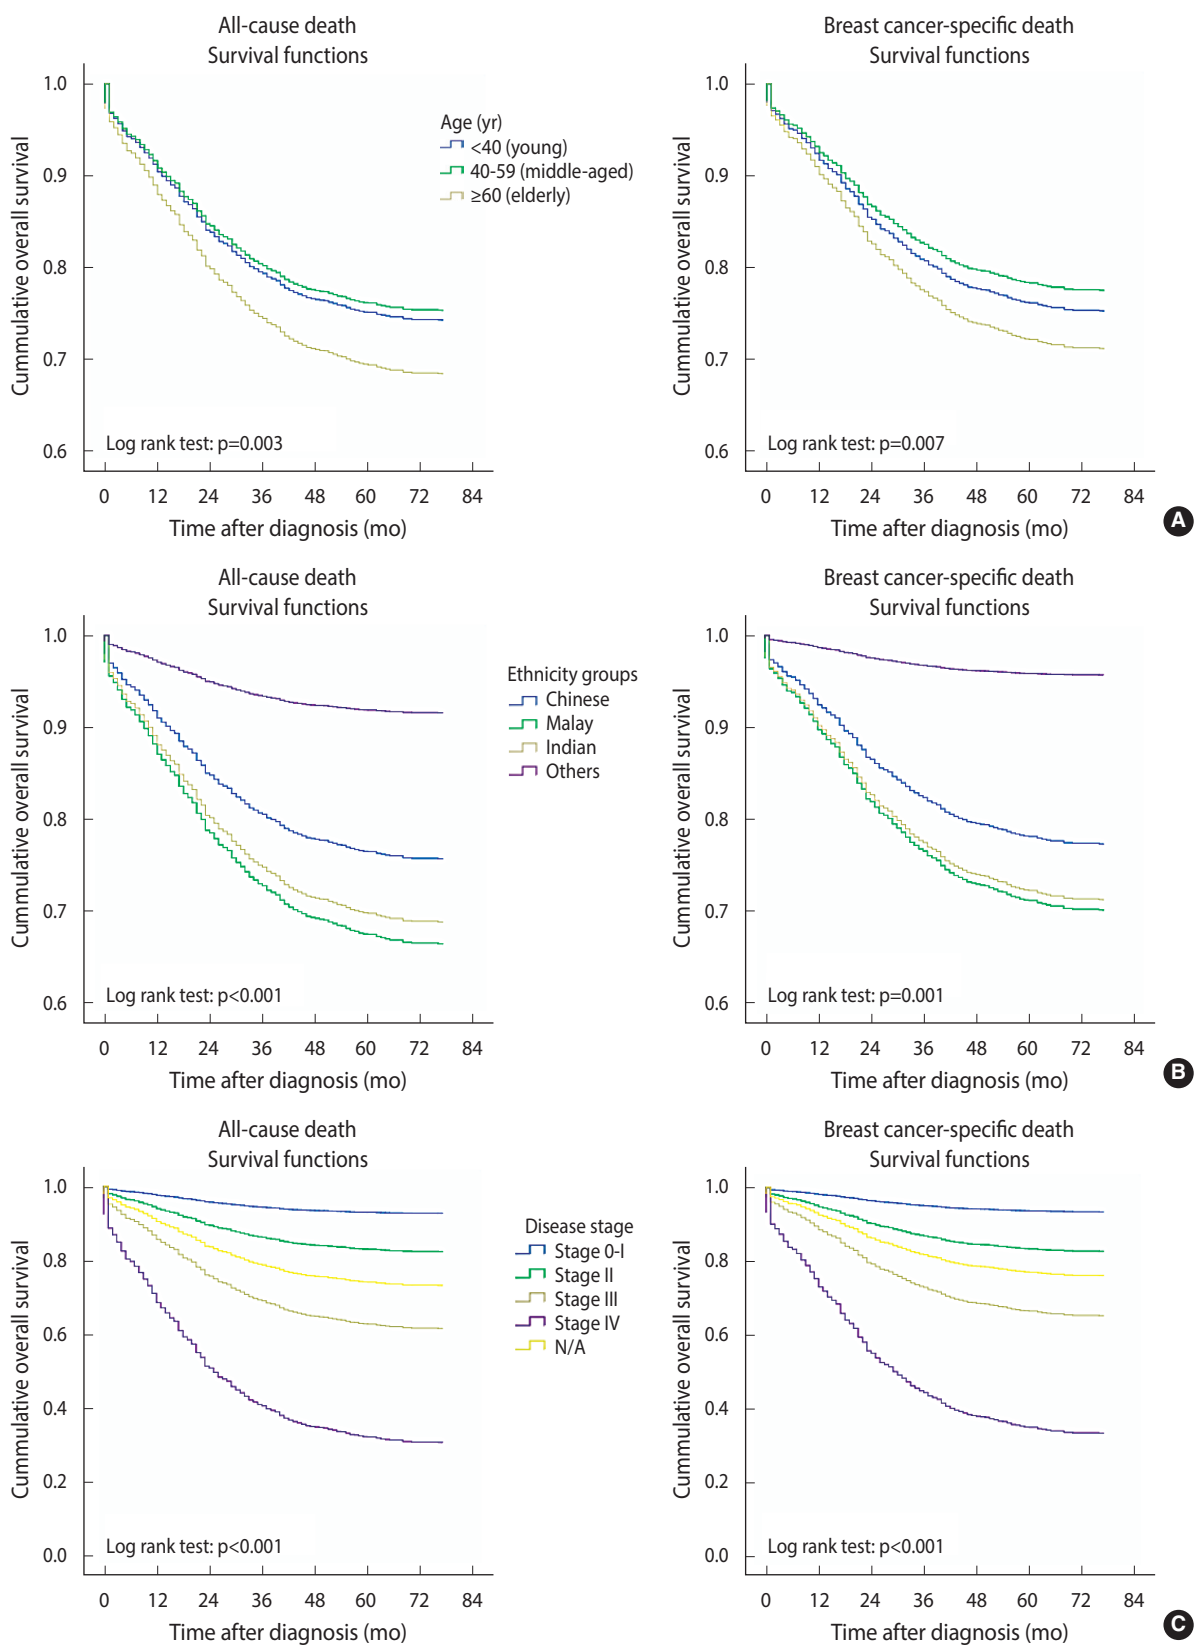 All-cause death
Survival functions
Cummulative overall survival
1.0
0.9
0.8
0.7
0.6
Age (yr)
<40 (young)
40-59 (middle-aged)
≥60 (elderly)
Log rank test: p=0.003
0 12 24 36 48 60 72 84
Time after diagnosis (mo)
Breast cancer-specific death
Survival functions
Cummulative overall survival
1.0
0.9
0.8
0.7
0.6
Log rank test: p=0.007
0 12 24 36 48 60 72 84
Time after diagnosis (mo)
A
All-cause death
Survival functions
Cummulative overall survival
1.0
0.9
0.8
0.7
0.6
Ethnicity groups
Chinese
Malay
Indian
Others
Log rank test: p<0.001
0 12 24 36 48 60 72 84
Time after diagnosis (mo)
Breast cancer-specific death
Survival functions
Cummulative overall survival
1.0
0.9
0.8
0.7
0.6
Log rank test: p=0.001
0 12 24 36 48 60 72 84
Time after diagnosis (mo)
B
All-cause death
Survival functions
Cummulative overall survival
1.0
0.8
0.6
0.4
0.2
0.0
Disease stage
Stage 0-I
Stage II
Stage III
Stage IV
N/A
Log rank test: p<0.001
0 12 24 36 48 60 72 84
Time after diagnosis (mo)
Breast cancer-specific death
Survival functions
Cummulative overall survival
1.0
0.8
0.6
0.4
0.2
0.0
Log rank test: p<0.001
0 12 24 36 48 60 72 84
Time after diagnosis (mo)
C